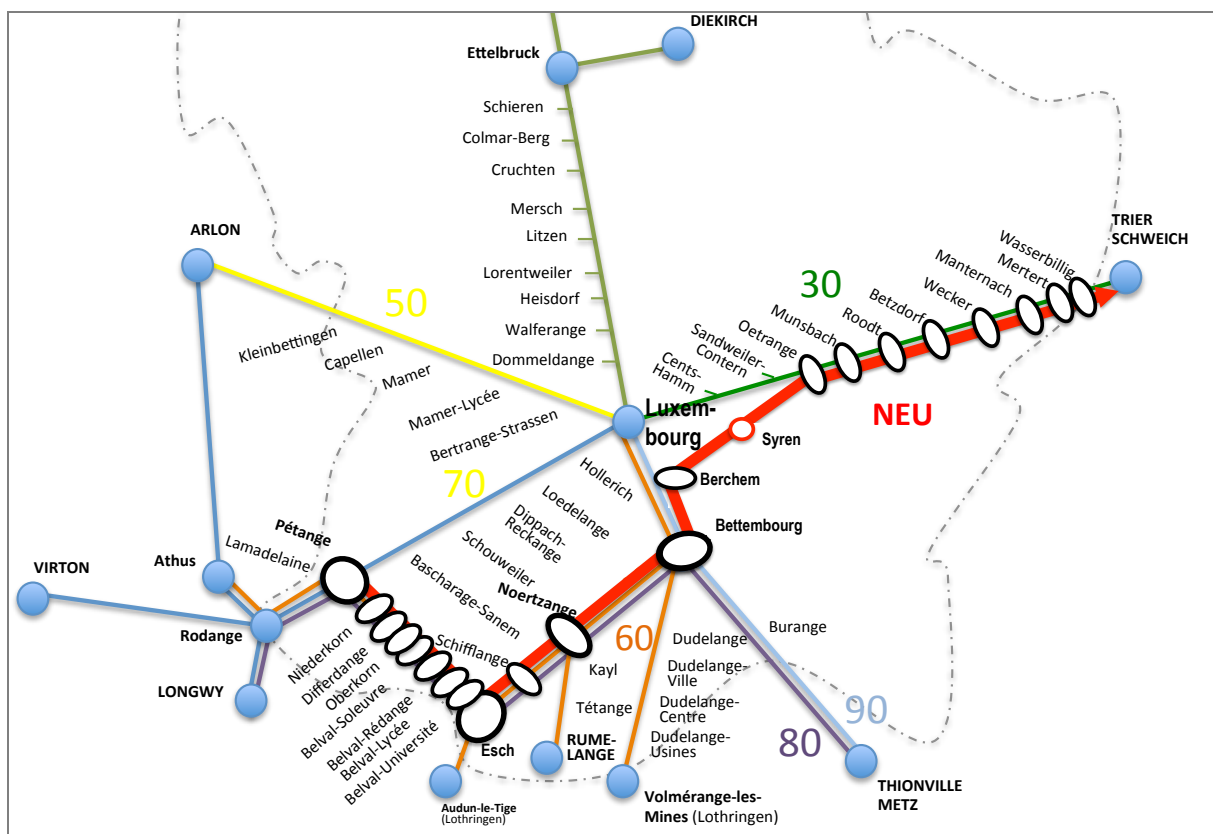 DIEKIRCH
Ettelbruck
Schieren
Colmar-Berg
Cruchten
Mersch
Litzen
Lorentweiler
Heisdorf
Walferange
Dommeldange
ARLON
50
Kleinbettingen
Capellen
Mamer
Mamer-Lycée
Bertrange-Strassen
70
TRIER
SCHWEICH
30
Wasserbillig
Mertert
Manternach
Wecker
Betzdorf
Roodt
Munsbach
Oetrange
Sandweiler-
Contern
Cents-
Hamm
NEU
Luxem-
bourg
Syren
Berchem
Bettembourg
Hollerich
Loedelange
Dippach-
Reckange
Schouweiler
Bascharage-Sanem
Noertzange
Schifflange
Pétange
Lamadelaine
Athus
VIRTON
Rodange
LONGWY
Niederkorn
Differdange
Oberkorn
Belval-Soleuvre
Belval-Rédange
Belval-Lycée
Belval-Université
Esch
60
Kayl
Tétange
RUME-
LANGE
Audun-le-Tige
(Lothringen)
Dudelange
Dudelange-
Ville
Dudelange-
Centre
Dudelange-
Usines
Burange
90
80
Volmérange-les-
Mines (Lothringen)
THIONVILLE
METZ